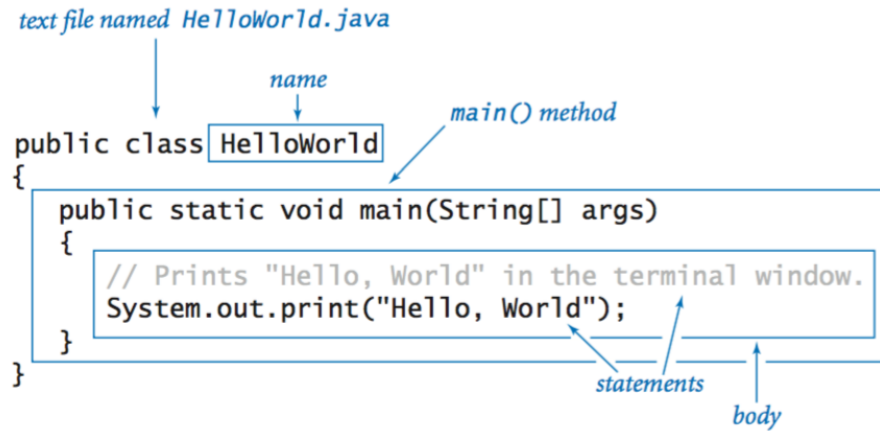 text file named HelloWorld.java
name
main() method
public class HelloWorld
{
public static void main(String[] args)
{
// Prints "Hello, World" in the terminal window.
System.out.print("Hello, World");
}
}
statements
body